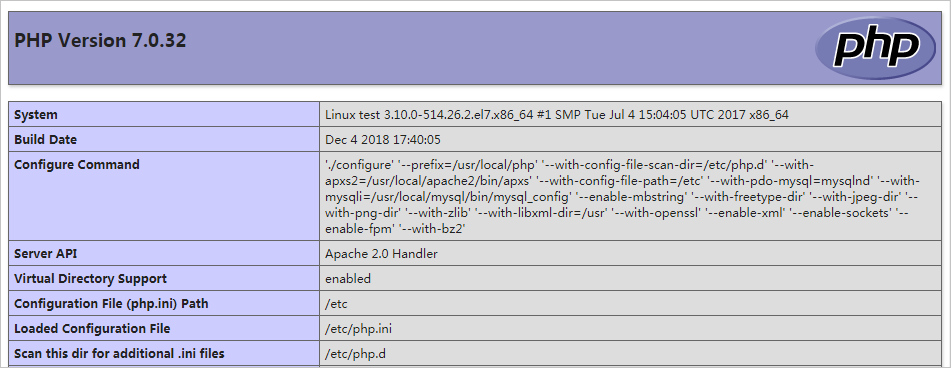 PHP Version 7.0.32
php
System Linux test 3.10.0-514.26.2.el7.x86_64 #1 SMP Tue Jul 4 15:04:05 UTC 2017 x86_64
Build Date Dec 4 2018 17:40:05
Configure Command './configure' '--prefix=/usr/local/php' '--with-config-file-scan-dir=/etc/php.d' '--with-
apxs2=/usr/local/apache2/bin/apxs' '--with-config-file-path=/etc' '--with-pdo-mysql=mysqlnd' '--with-
mysqli=/usr/local/mysql/bin/mysql_config' '--enable-mbstring' '--with-freetype-dir' '--with-jpeg-dir' '--
with-png-dir' '--with-zlib' '--with-libxml-dir=/usr' '--with-openssl' '--enable-xml' '--enable-sockets' '--
enable-fpm' '--with-bz2'
Server API Apache 2.0 Handler
Virtual Directory Support enabled
Configuration File (php.ini) Path /etc
Loaded Configuration File /etc/php.ini
Scan this dir for additional .ini files /etc/php.d